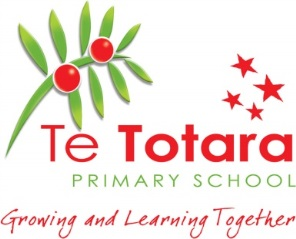 Te Totara
PRIMARY SCHOOL
Growing and Learning Together